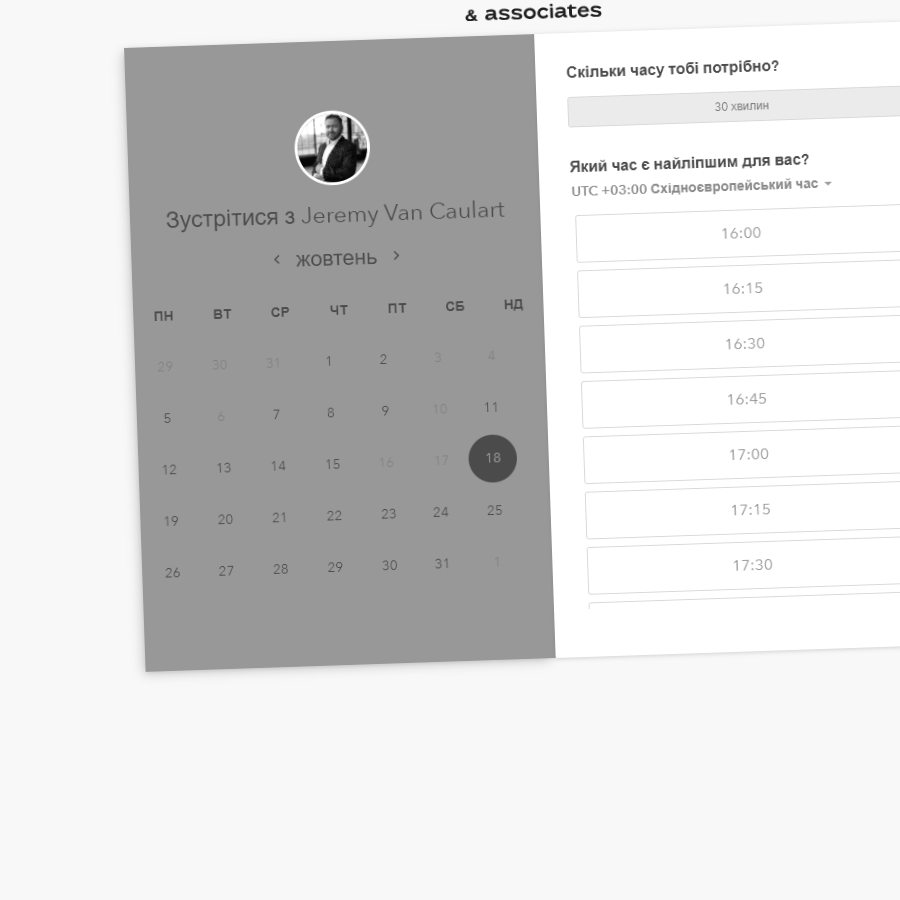 & associates
Зустрітися з Jeremy Van Caulart
‹ жовтень ›
ПН ВТ СР ЧТ ПТ СБ НД
29 30 31 1 2 3 4
5 6 7 8 9 10 11
12 13 14 15 16 17 18
19 20 21 22 23 24 25
26 27 28 29 30 31 1
Скільки часу тобі потрібно?
30 хвилин
Який час є найліпшим для вас?
UTC +03:00 Східноєвропейський час
16:00
16:15
16:30
16:45
17:00
17:15
17:30